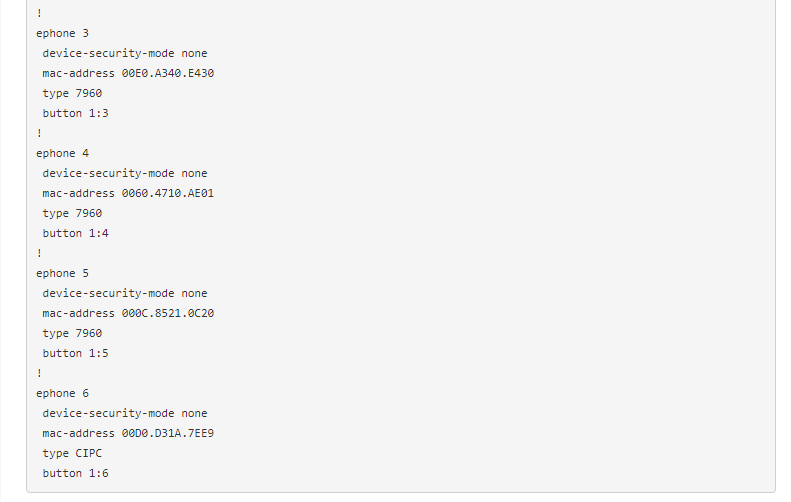 !
ephone 3
 device-security-mode none
 mac-address 00E0.A340.E430
 type 7960
 button 1:3
!
ephone 4
 device-security-mode none
 mac-address 0060.4710.AE01
 type 7960
 button 1:4
!
ephone 5
 device-security-mode none
 mac-address 000C.8521.0C20
 type 7960
 button 1:5
!
ephone 6
 device-security-mode none
 mac-address 00D0.D31A.7EE9
 type CIPC
 button 1:6